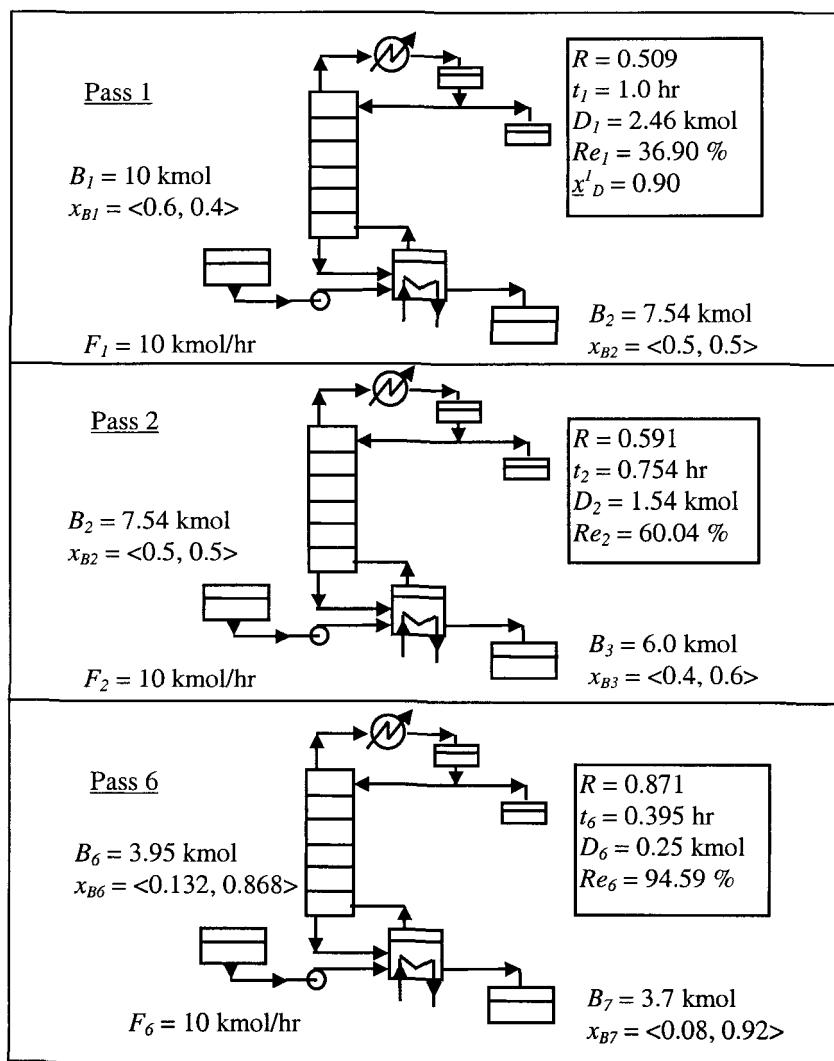 Pass 1
B1 = 10 kmol
xB1 = <0.6, 0.4>
F1 = 10 kmol/hr
R = 0.509
t1 = 1.0 hr
D1 = 2.46 kmol
Re1 = 36.90 %
x̲¹D = 0.90
B2 = 7.54 kmol
xB2 = <0.5, 0.5>
Pass 2
B2 = 7.54 kmol
xB2 = <0.5, 0.5>
F2 = 10 kmol/hr
R = 0.591
t2 = 0.754 hr
D2 = 1.54 kmol
Re2 = 60.04 %
B3 = 6.0 kmol
xB3 = <0.4, 0.6>
Pass 6
B6 = 3.95 kmol
xB6 = <0.132, 0.868>
F6 = 10 kmol/hr
R = 0.871
t6 = 0.395 hr
D6 = 0.25 kmol
Re6 = 94.59 %
B7 = 3.7 kmol
xB7 = <0.08, 0.92>